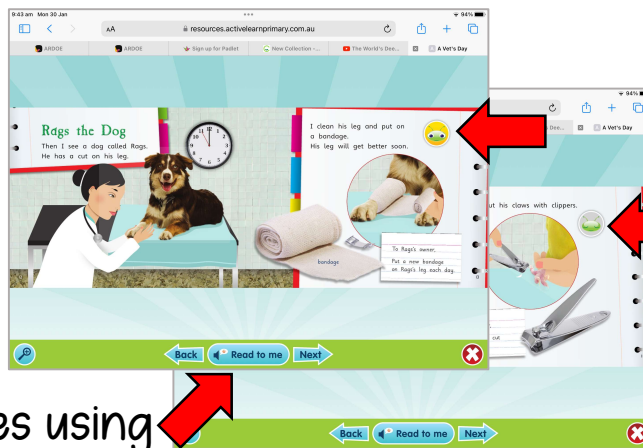 9:43 am Mon 30 Jan
94%
AA
resources.activelearnprimary.com.au
ARDOE
ARDOE
Sign up for Padlet
New Collection -...
The World's Dee...
A Vet's Day
Rags the Dog
Then I see a dog called Rags.
He has a cut on his leg.
I clean his leg and put on
a bandage.
His leg will get better soon.
bandage
To Rags's owner,
Put a new bandage
on Rags's leg each day.
9
Back
Read to me
Next
94%
Dee...
A Vet's Day
ut his claws with clippers.
cut
Back
Read to me
Next
es using